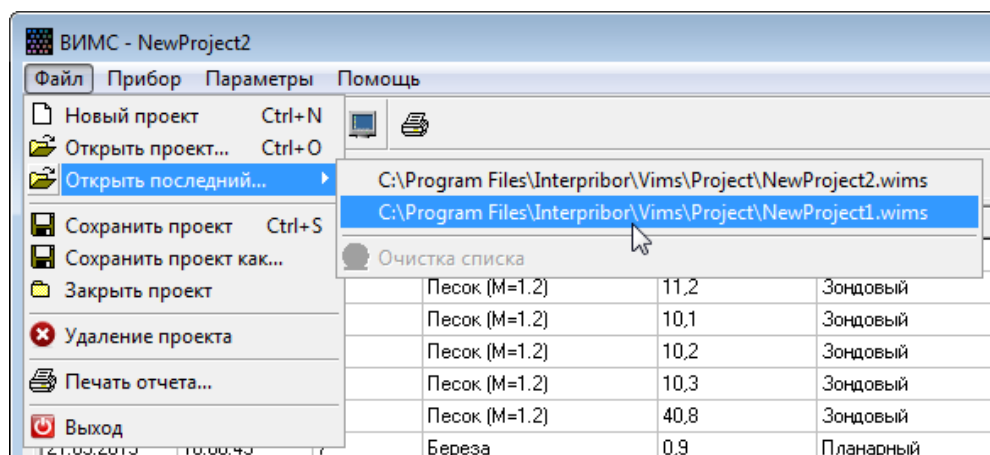 ВИМС - NewProject2
Файл Прибор Параметры Помощь
Новый проект Ctrl+N
Открыть проект... Ctrl+O
Открыть последний...
C:\Program Files\Interpribor\Vims\Project\NewProject2.wims
C:\Program Files\Interpribor\Vims\Project\NewProject1.wims
Очистка списка
Сохранить проект Ctrl+S
Сохранить проект как...
Закрыть проект
Удаление проекта
Печать отчета...
Выход
Песок (М=1.2) 11,2 Зондовый
Песок (М=1.2) 10,1 Зондовый
Песок (М=1.2) 10,2 Зондовый
Песок (М=1.2) 10,3 Зондовый
Песок (М=1.2) 40,8 Зондовый
Береза 0,9 Планарный